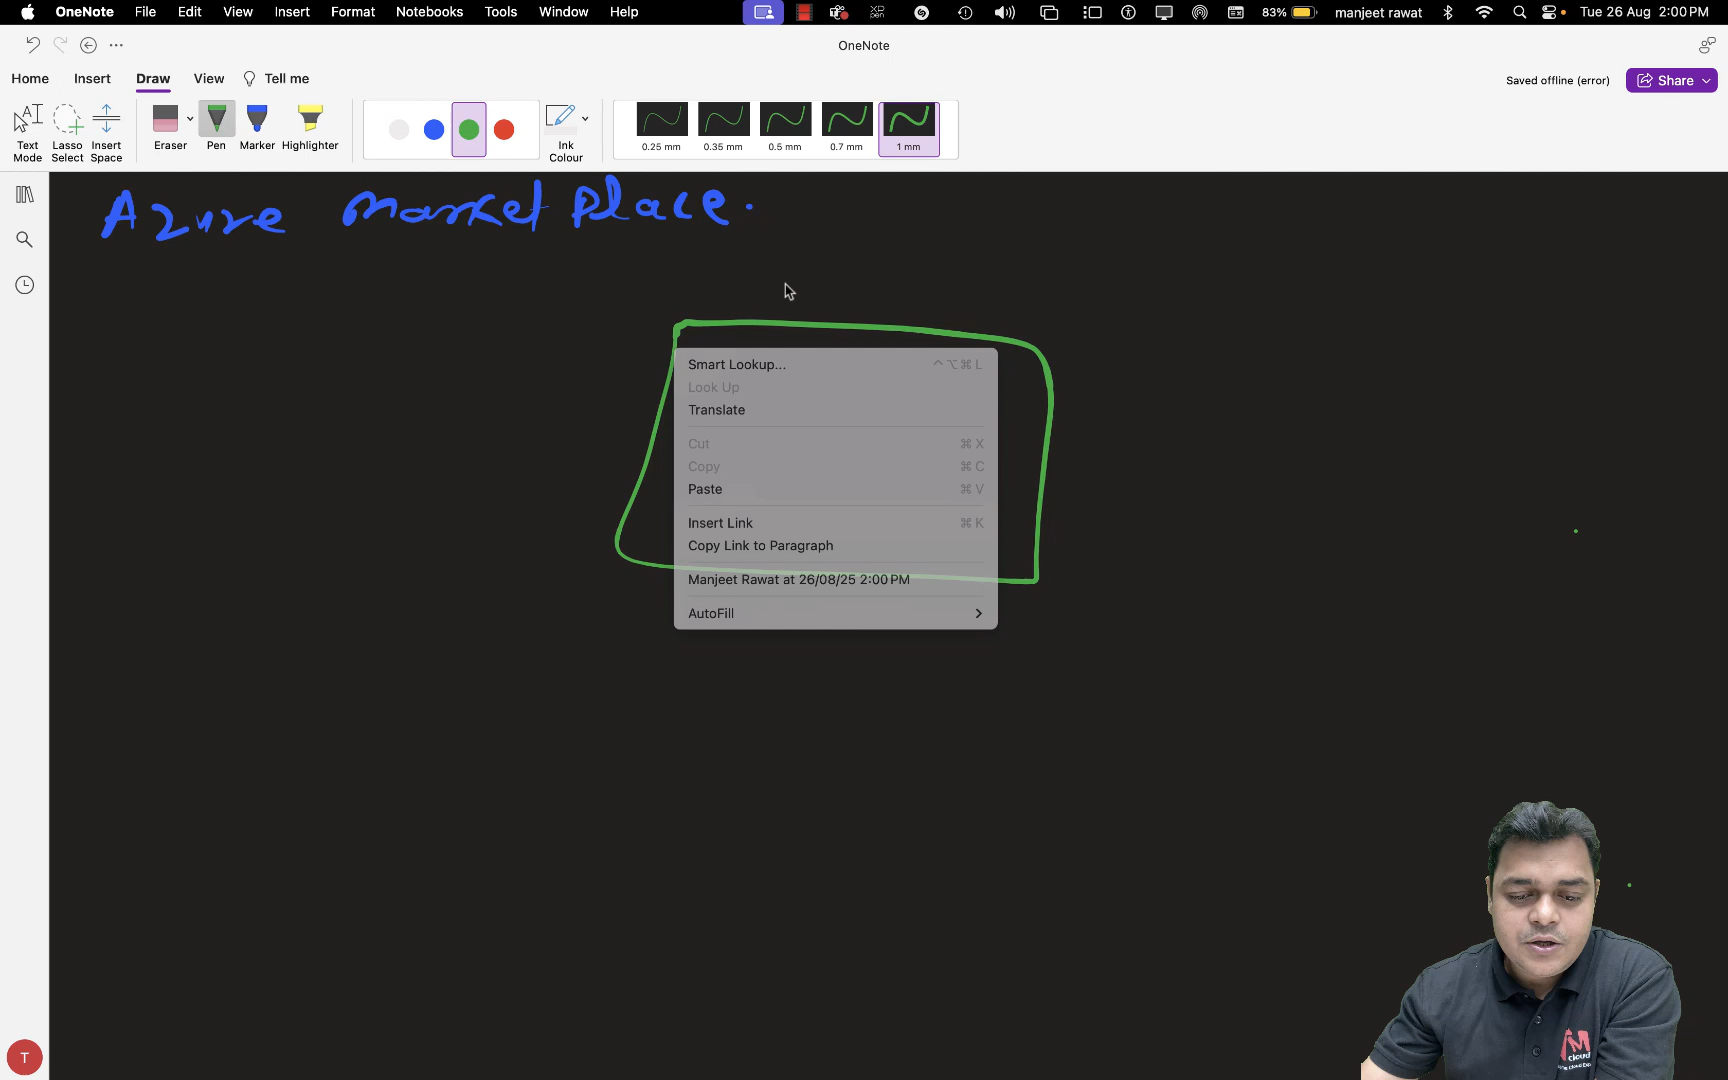 OneNote File Edit View Insert Format Notebooks Tools Window Help 83% manjeet rawat Tue 26 Aug 2:00 PM
OneNote
Home Insert Draw View Tell me
Saved offline (error) Share
Text Mode
Lasso Select
Insert Space
Eraser Pen Marker Highlighter
Ink Colour
0.25 mm 0.35 mm 0.5 mm 0.7 mm 1 mm
Azure Market Place.
Smart Lookup... ^⌥⌘L
Look Up
Translate
Cut ⌘X
Copy ⌘C
Paste ⌘V
Insert Link ⌘K
Copy Link to Paragraph
Manjeet Rawat at 26/08/25 2:00 PM
AutoFill
T
M
cloud